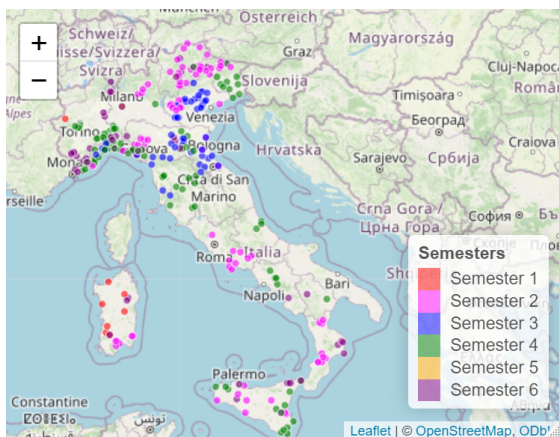 +
−
München
Österreich
Schweiz/
Svizra
Graz
Magyarország
Cluj-Napoca
Slovenija
Milano
Venezia
Torino
Bologna
Hrvatska
Timișoara
Београд
Craiova
Città di San
Marino
Sarajevo
Србија
Crna Gora /
Црна Гора
София
Roma
Italia
Napoli
Bari
Palermo
Constantine
تونس
Semesters
Semester 1
Semester 2
Semester 3
Semester 4
Semester 5
Semester 6
Leaflet | © OpenStreetMap, ODbL